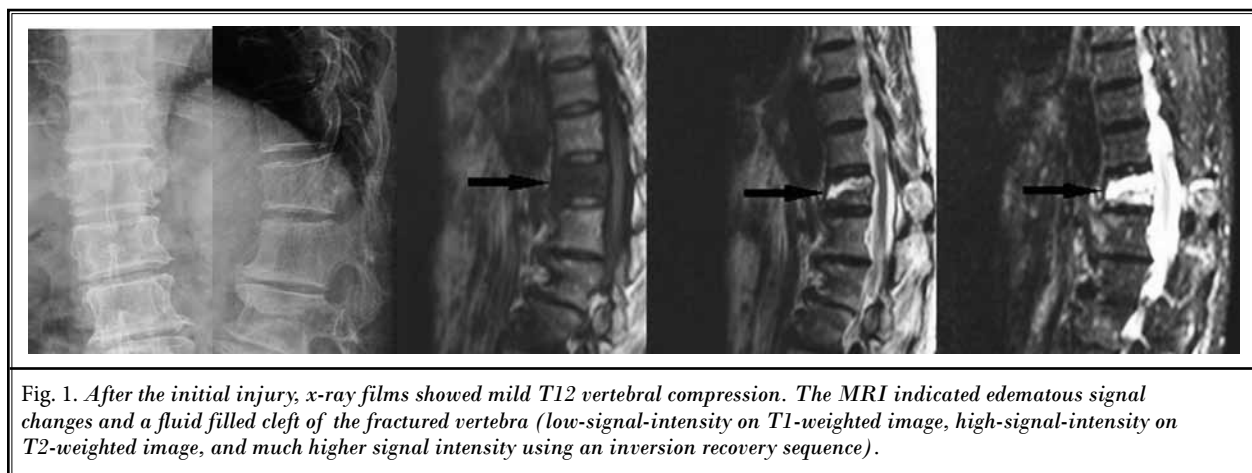 Fig. 1. After the initial injury, x-ray films showed mild T12 vertebral compression. The MRI indicated edematous signal
changes and a fluid filled cleft of the fractured vertebra (low-signal-intensity on T1-weighted image, high-signal-intensity on
T2-weighted image, and much higher signal intensity using an inversion recovery sequence).